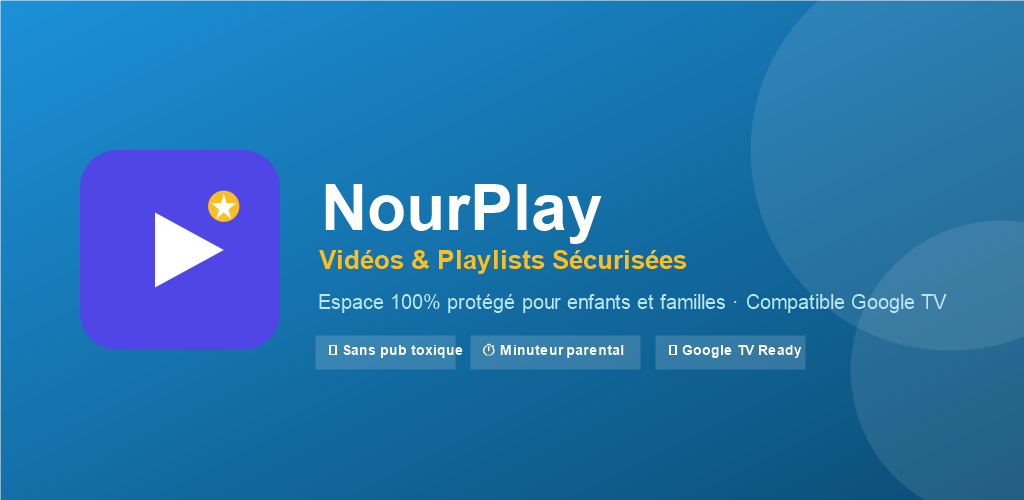 NourPlay
Vidéos & Playlists Sécurisées
Espace 100% protégé pour enfants et familles · Compatible Google TV
▯ Sans pub toxique
⏱ Minuteur parental
▯ Google TV Ready